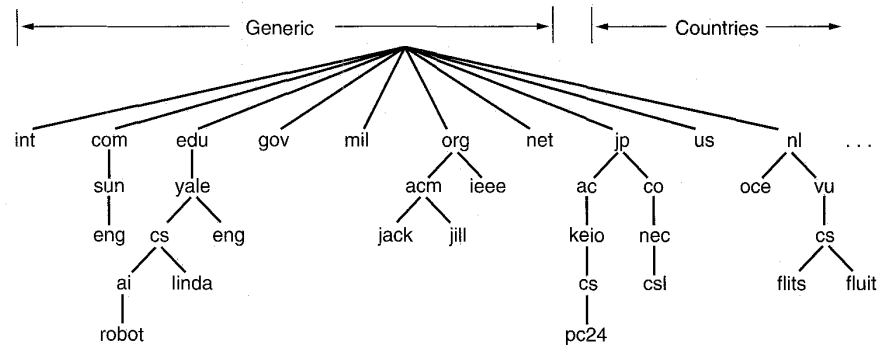 Generic Countries
int com edu gov mil org net jp us nl . . .
sun yale acm ieee ac co oce vu
eng cs eng jack jill keio nec cs
ai linda cs csl flits fluit
robot pc24